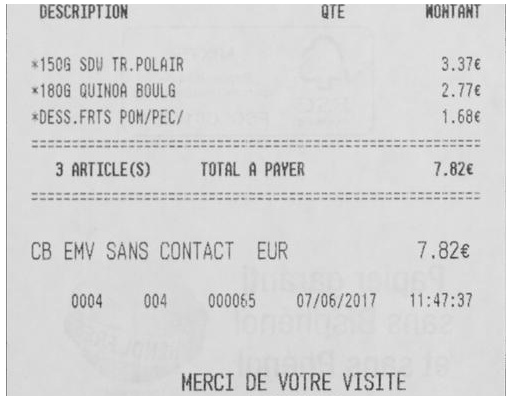 DESCRIPTION QTE MONTANT
*150G SDW TR.POLAIR 3.37€
*180G QUINOA BOULG 2.77€
*DESS.FRTS POM/PEC/ 1.68€
================================================
3 ARTICLE(S) TOTAL A PAYER 7.82€
================================================
CB EMV SANS CONTACT EUR 7.82€
0004 004 000065 07/06/2017 11:47:37
Papier garanti
sans Bisphénol
et sans Phénol
MERCI DE VOTRE VISITE